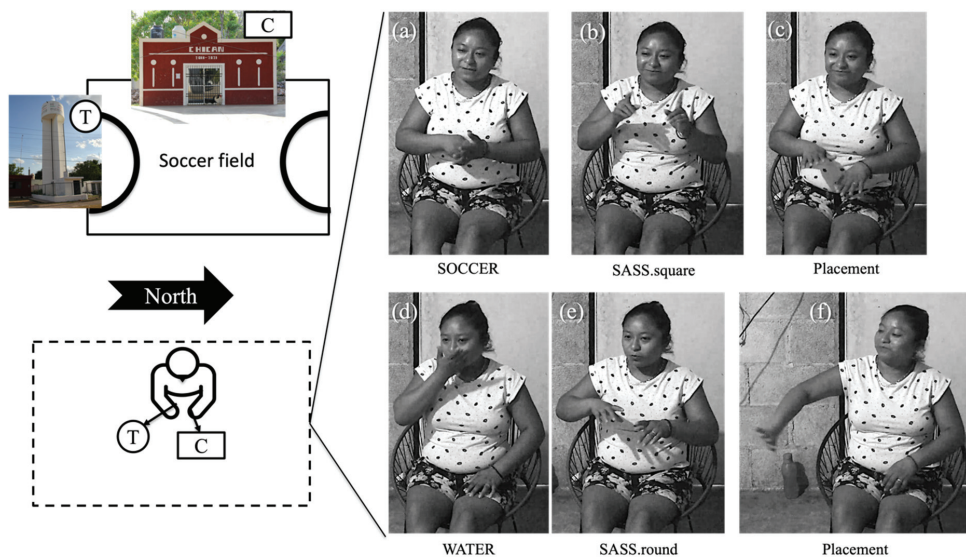 C
CHICAN
T
Soccer field
North
T
C
(a)
(b)
(c)
SOCCER
SASS.square
Placement
(d)
(e)
(f)
WATER
SASS.round
Placement